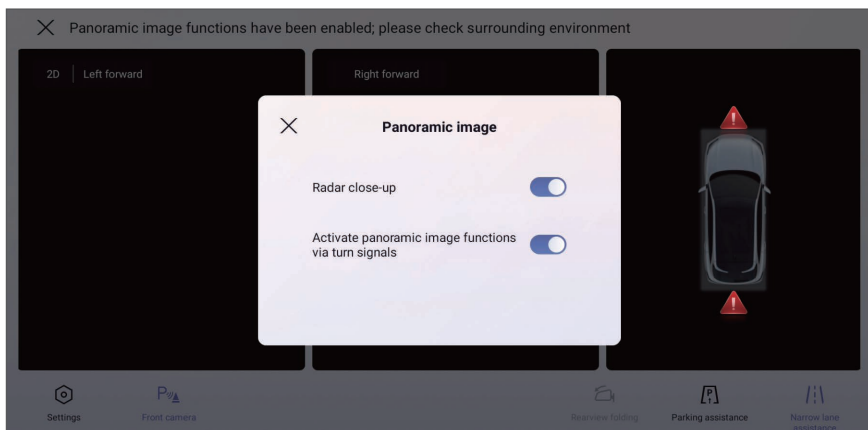 Panoramic image functions have been enabled; please check surrounding environment
2D Left forward
Right forward
Panoramic image
Radar close-up
Activate panoramic image functions
via turn signals
P
Settings
Front camera
Rearview folding
Parking assistance
Narrow lane
assistance